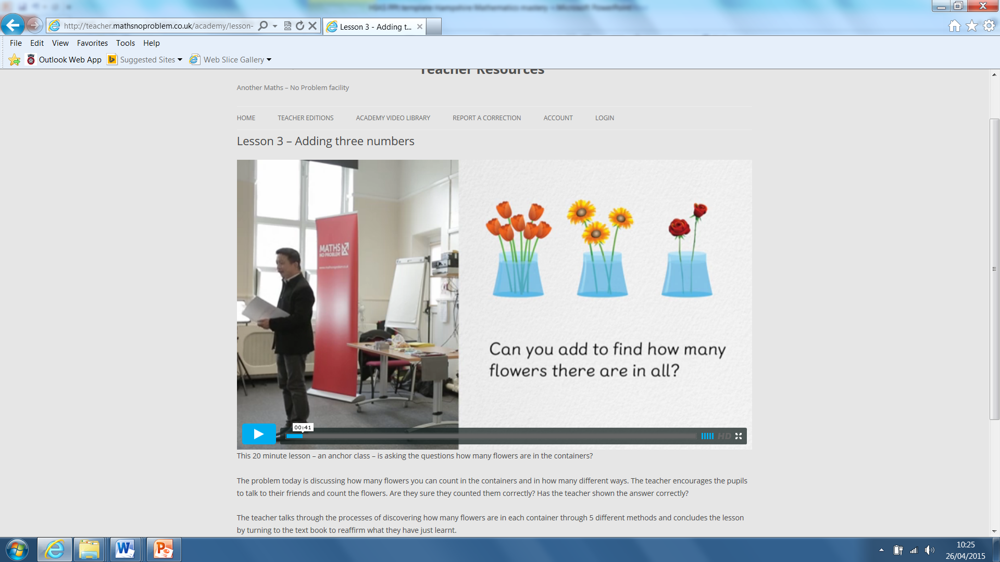 http://teacher.mathsnoproblem.co.uk/academy/lesson-
Lesson 3 - Adding t...
File Edit View Favorites Tools Help
Outlook Web App Suggested Sites Web Slice Gallery
Teacher Resources
Another Maths – No Problem facility
HOME TEACHER EDITIONS ACADEMY VIDEO LIBRARY REPORT A CORRECTION ACCOUNT LOGIN
Lesson 3 – Adding three numbers
MATHS
NO PROBLEM
Can you add to find how many
flowers there are in all?
00:41
HD
This 20 minute lesson – an anchor class – is asking the questions how many flowers are in the containers?
The problem today is discussing how many flowers you can count in the containers and in how many different ways. The teacher encourages the pupils
to talk to their friends and count the flowers. Are they sure they counted them correctly? Has the teacher shown the answer correctly?
The teacher talks through the processes of discovering how many flowers are in each container through 5 different methods and concludes the lesson
by turning to the text book to reaffirm what they have just learnt.
10:25
26/04/2015